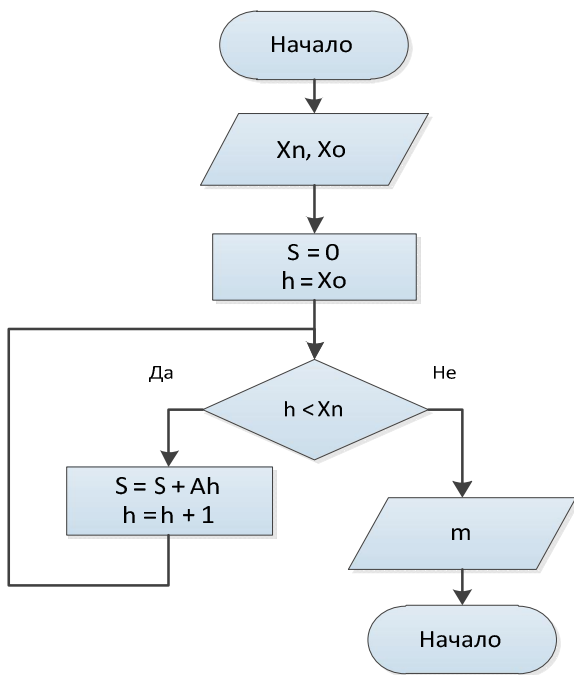 Начало
Xn, Xo
S = 0
h = Xo
Да
Не
h < Xn
S = S + Ah
h = h + 1
m
Начало